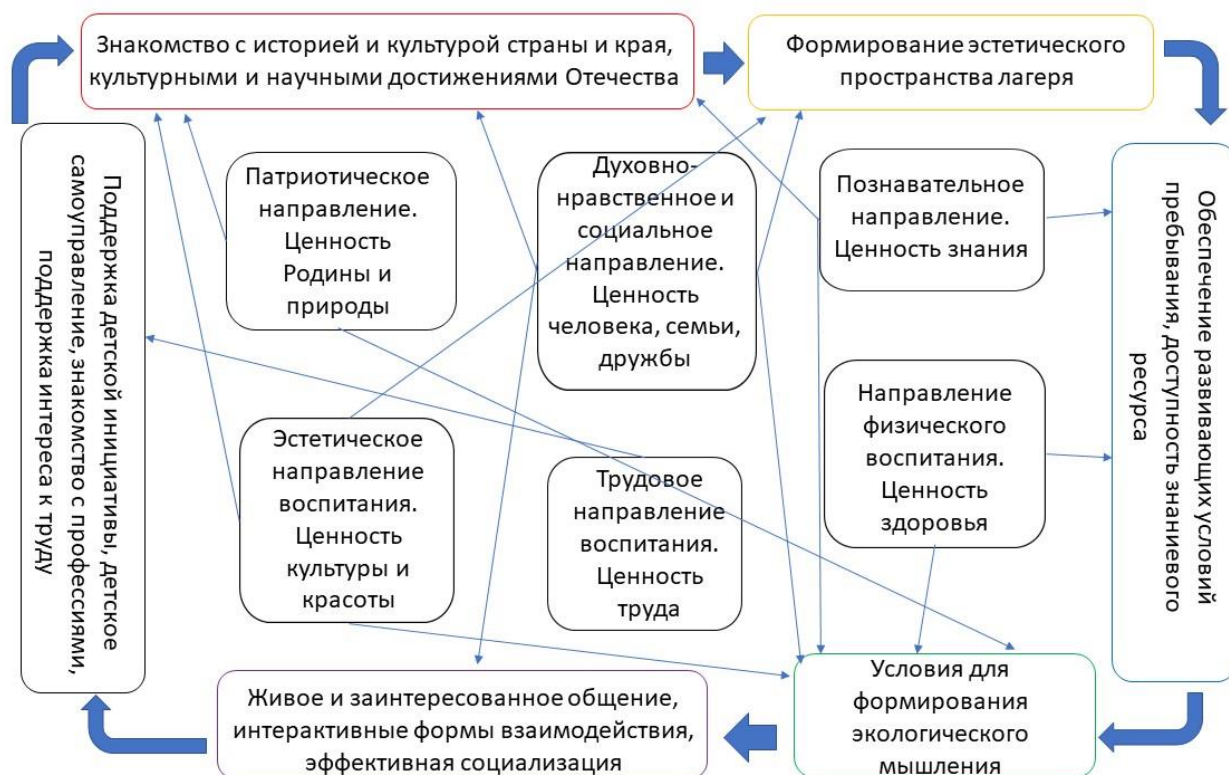 Знакомство с историей и культурой страны и края,
культурными и научными достижениями Отечества
Формирование эстетического
пространства лагеря
Поддержка детской инициативы, детское
самоуправление, знакомство с профессиями,
поддержка интереса к труду
Патриотическое
направление.
Ценность
Родины и
природы
Духовно-
нравственное и
социальное
направление.
Ценность
человека, семьи,
дружбы
Познавательное
направление.
Ценность знания
Обеспечение развивающих условий
пребывания, доступность знаниевого
ресурса
Эстетическое
направление
воспитания.
Ценность
культуры и
красоты
Трудовое
направление
воспитания.
Ценность
труда
Направление
физического
воспитания.
Ценность
здоровья
Живое и заинтересованное общение,
интерактивные формы взаимодействия,
эффективная социализация
Условия для
формирования
экологического
мышления